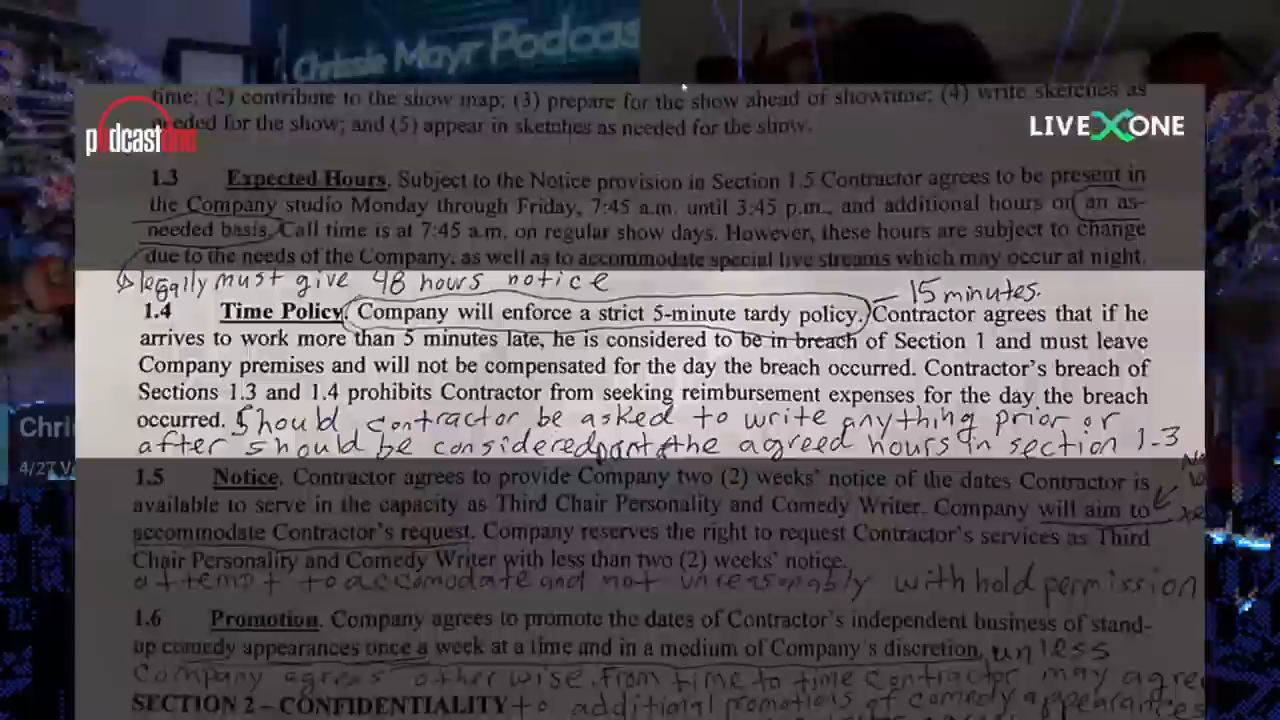 Chrissie Mayr Podcas
podcastone
LIVEXONE
time; (2) contribute to the show map; (3) prepare for the show ahead of showtime; (4) write sketches as
needed for the show; and (5) appear in sketches as needed for the show.
1.3 Expected Hours. Subject to the Notice provision in Section 1.5 Contractor agrees to be present in
the Company studio Monday through Friday, 7:45 a.m. until 3:45 p.m., and additional hours on an as-
needed basis. Call time is at 7:45 a.m. on regular show days. However, these hours are subject to change
due to the needs of the Company, as well as to accommodate special live streams which may occur at night.
legally must give 48 hours notice
15 minutes.
1.4 Time Policy. Company will enforce a strict 5-minute tardy policy. Contractor agrees that if he
arrives to work more than 5 minutes late, he is considered to be in breach of Section 1 and must leave
Company premises and will not be compensated for the day the breach occurred. Contractor's breach of
Sections 1.3 and 1.4 prohibits Contractor from seeking reimbursement expenses for the day the breach
occurred. Should contractor be asked to write anything prior or
after should be considered part of the agreed hours in section 1.3
Chri
4/27 V
1.5 Notice. Contractor agrees to provide Company two (2) weeks' notice of the dates Contractor is
available to serve in the capacity as Third Chair Personality and Comedy Writer. Company will aim to
accommodate Contractor's request. Company reserves the right to request Contractor's services as Third
Chair Personality and Comedy Writer with less than two (2) weeks' notice.
attempt to accomodate and not unreasonably with hold permission
1.6 Promotion. Company agrees to promote the dates of Contractor's independent business of stand-
up comedy appearances once a week at a time and in a medium of Company's discretion, unless
Company agrees other wise. From time to time contractor may agree
SECTION 2 – CONFIDENTIALITY to additional promotions of comedy appearances